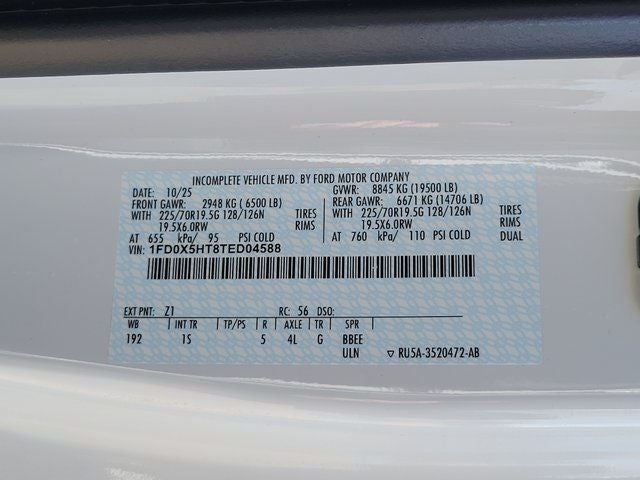 INCOMPLETE VEHICLE MFD. BY FORD MOTOR COMPANY
DATE: 10/25 GVWR: 8845 KG (19500 LB)
FRONT GAWR: 2948 KG ( 6500 LB) REAR GAWR: 6671 KG (14706 LB)
WITH 225/70R19.5G 128/126N TIRES WITH 225/70R19.5G 128/126N TIRES
19.5X6.0RW RIMS 19.5X6.0RW RIMS
AT 655 kPa/ 95 PSI COLD AT 760 kPa/ 110 PSI COLD DUAL
VIN: 1FD0X5HT8TED04588
EXT PNT: Z1 RC: 56 DSO:
WB INT TR TP/PS R AXLE TR SPR
192 1S 5 4L G BBEE
ULN ▽ RU5A-3520472-AB